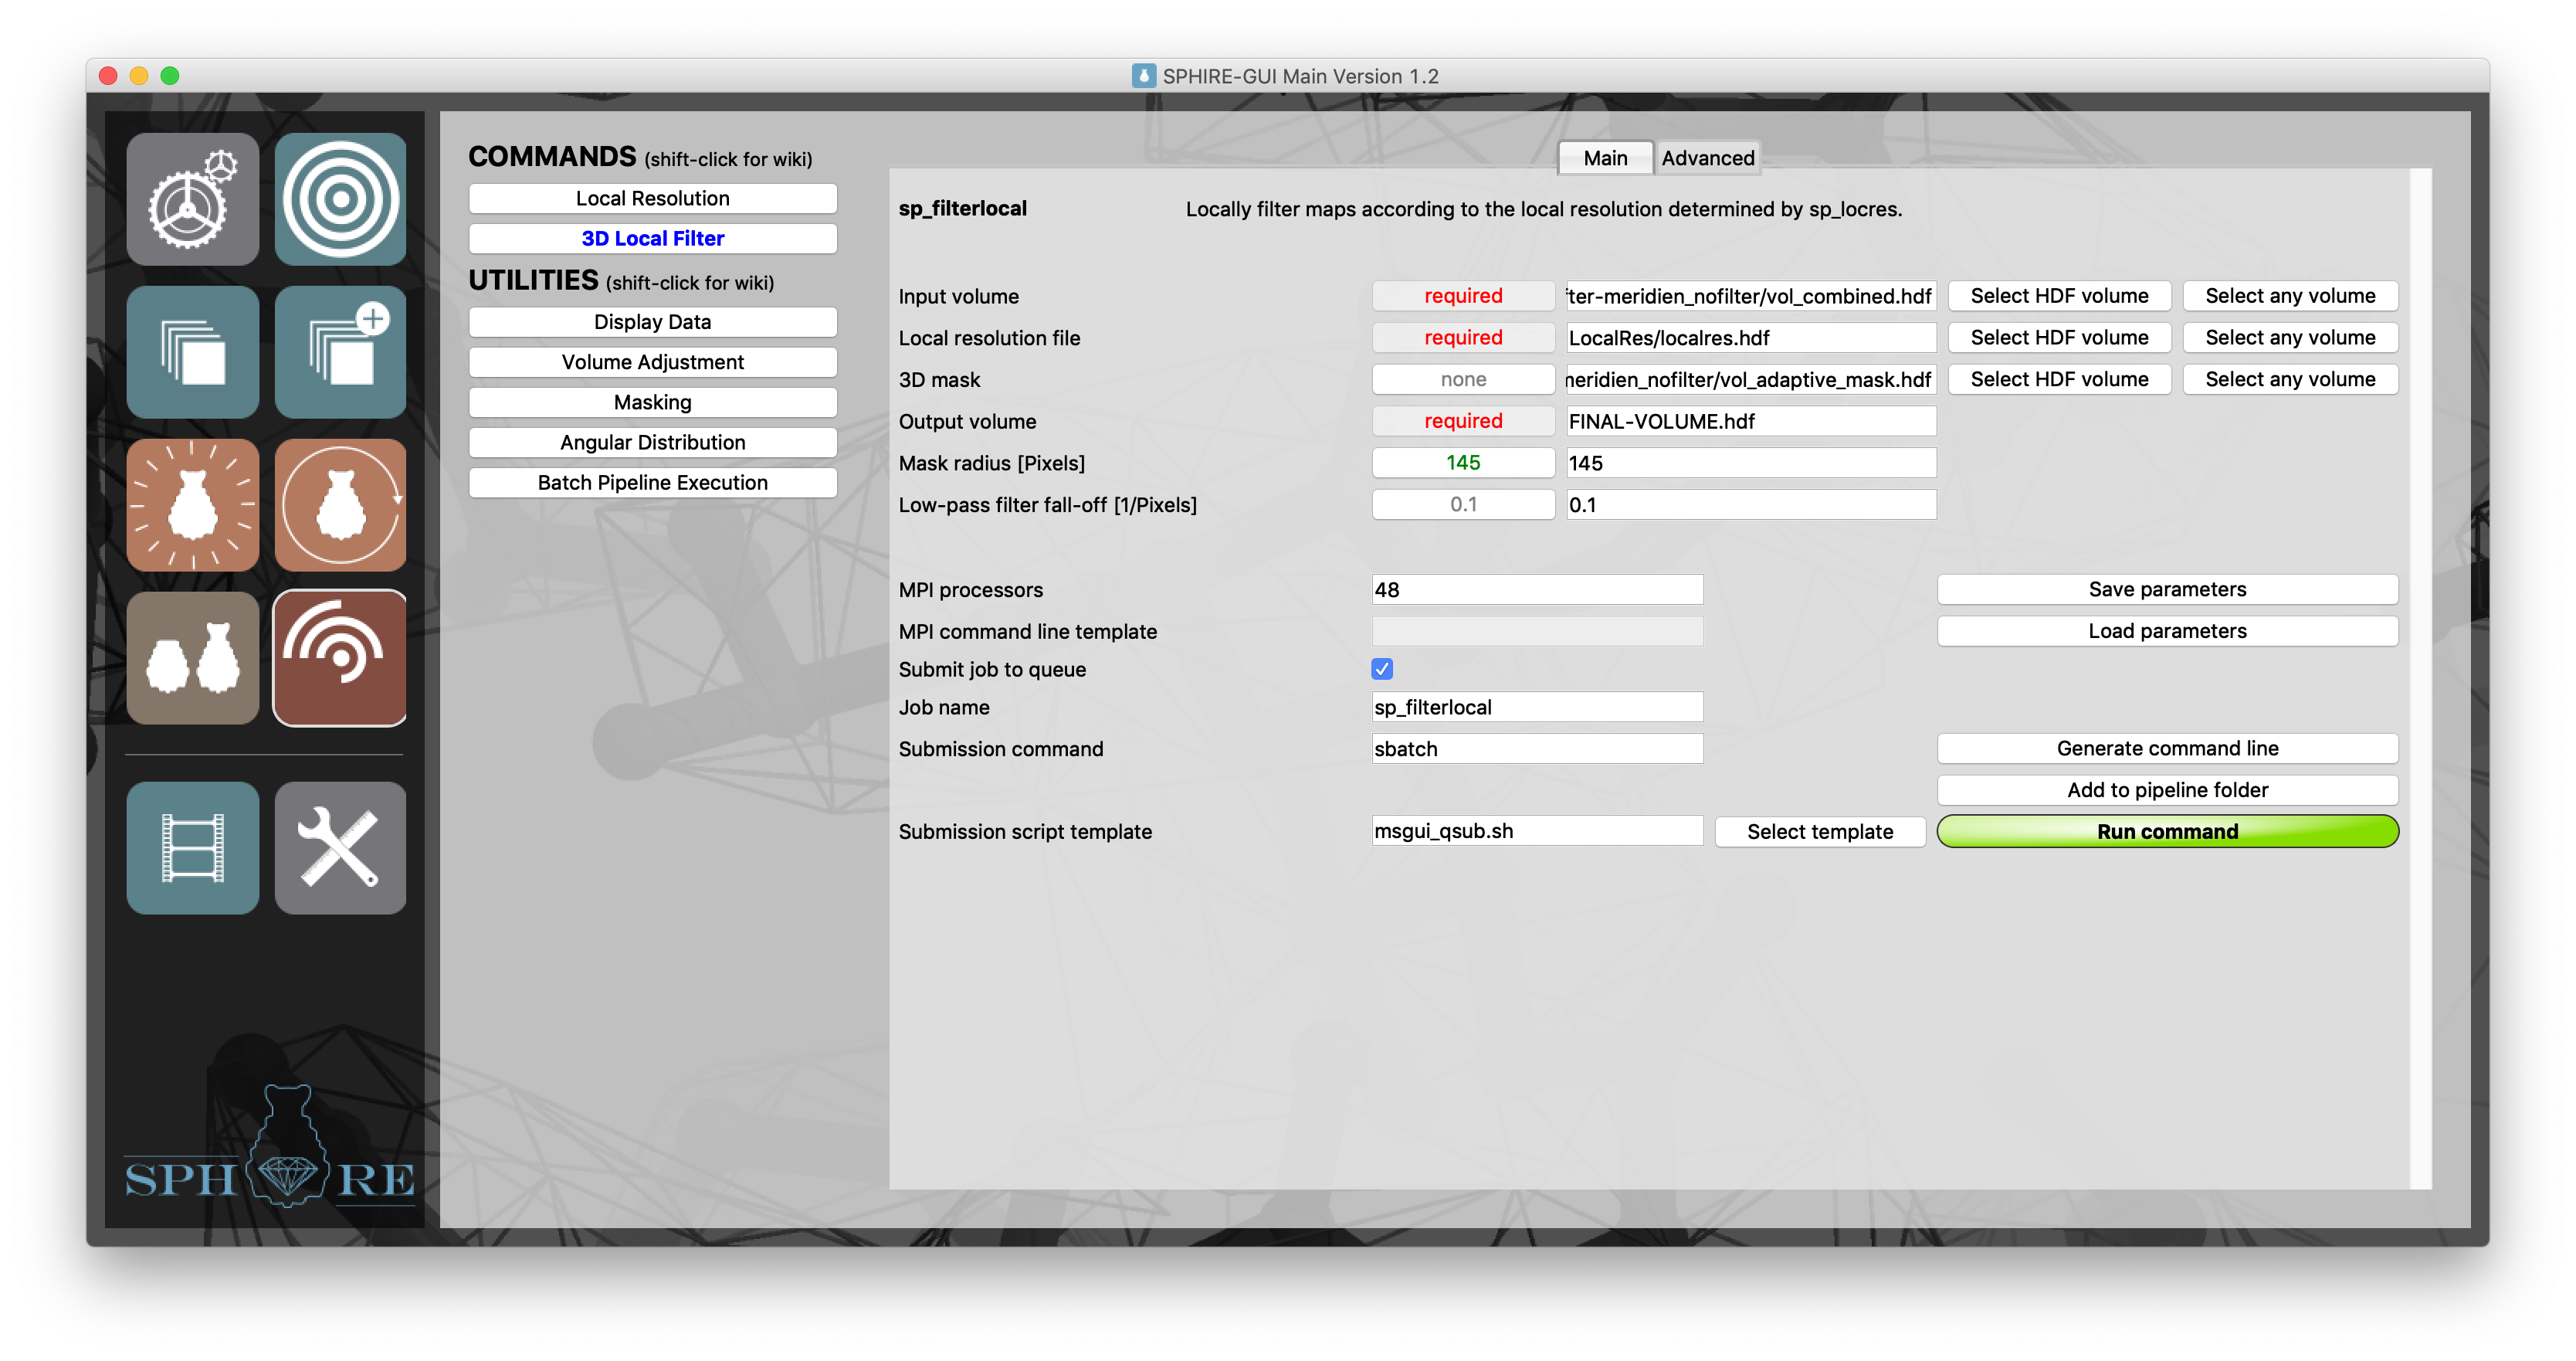 SPHIRE-GUI Main Version 1.2
COMMANDS (shift-click for wiki)
Local Resolution
3D Local Filter
UTILITIES (shift-click for wiki)
Display Data
Volume Adjustment
Masking
Angular Distribution
Batch Pipeline Execution
SPHRE
Main Advanced
sp_filterlocal Locally filter maps according to the local resolution determined by sp_locres.
Input volume required fter-meridien_nofilter/vol_combined.hdf Select HDF volume Select any volume
Local resolution file required LocalRes/localres.hdf Select HDF volume Select any volume
3D mask none neridien_nofilter/vol_adaptive_mask.hdf Select HDF volume Select any volume
Output volume required FINAL-VOLUME.hdf
Mask radius [Pixels] 145 145
Low-pass filter fall-off [1/Pixels] 0.1 0.1
MPI processors 48 Save parameters
MPI command line template Load parameters
Submit job to queue
Job name sp_filterlocal
Submission command sbatch Generate command line
Add to pipeline folder
Submission script template msgui_qsub.sh Select template Run command